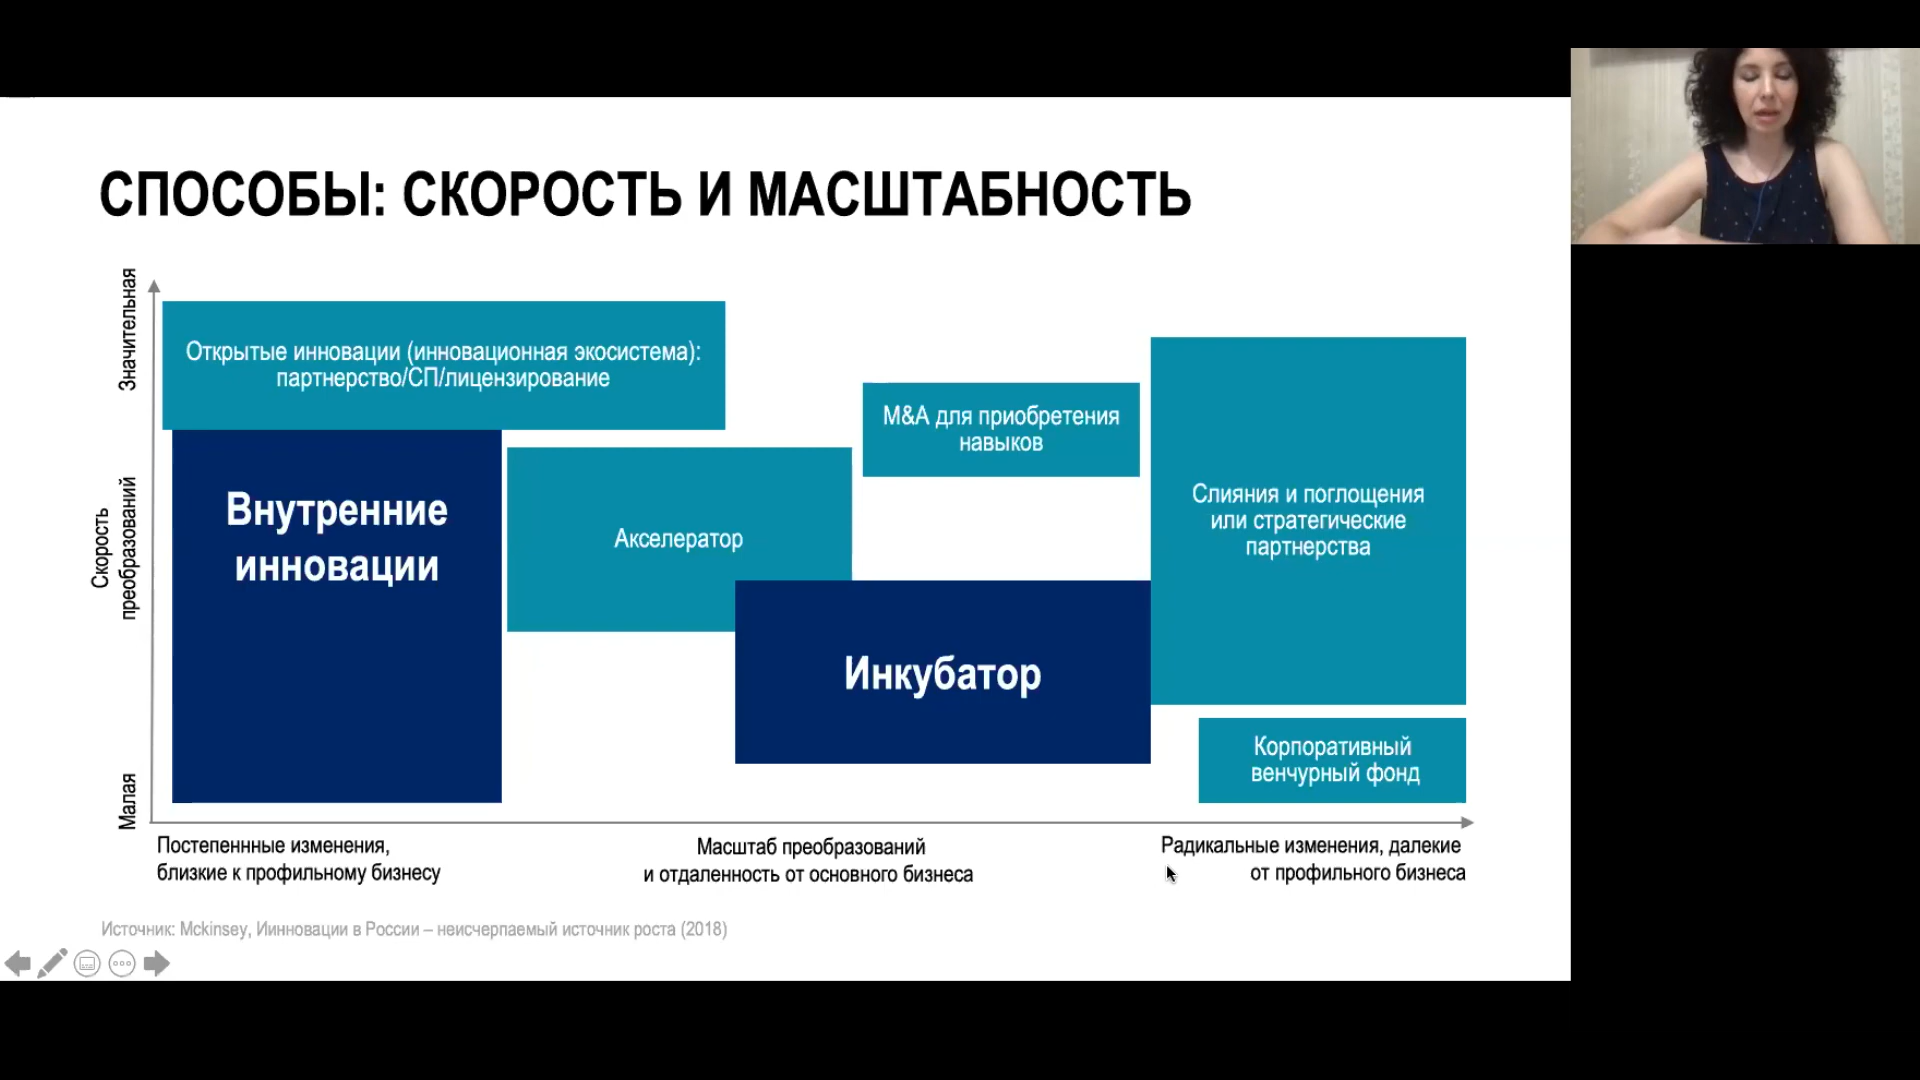 СПОСОБЫ: СКОРОСТЬ И МАСШТАБНОСТЬ
Значительная
Скорость
преобразований
Малая
Открытые инновации (инновационная экосистема):
партнерство/СП/лицензирование
Внутренние
инновации
Акселератор
M&A для приобретения
навыков
Инкубатор
Слияния и поглощения
или стратегические
партнерства
Корпоративный
венчурный фонд
Постепеннные изменения,
близкие к профильному бизнесу
Масштаб преобразований
и отдаленность от основного бизнеса
Радикальные изменения, далекие
от профильного бизнеса
Источник: Mckinsey, Иинновации в России – неисчерпаемый источник роста (2018)